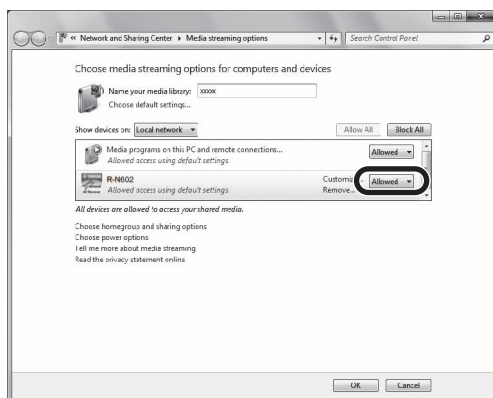 « Network and Sharing Center ▸ Media streaming options
Search Control Panel
Choose media streaming options for computers and devices
Name your media library: xxxxx
Choose default settings...
Show devices on: Local network
Allow All Block All
Media programs on this PC and remote connections...
Allowed access using default settings.
Allowed
R-N602
Allowed access using default settings.
Customize...
Remove...
Allowed
All devices are allowed to access your shared media.
Choose homegroup and sharing options
Choose power options
Tell me more about media streaming
Read the privacy statement online
OK Cancel